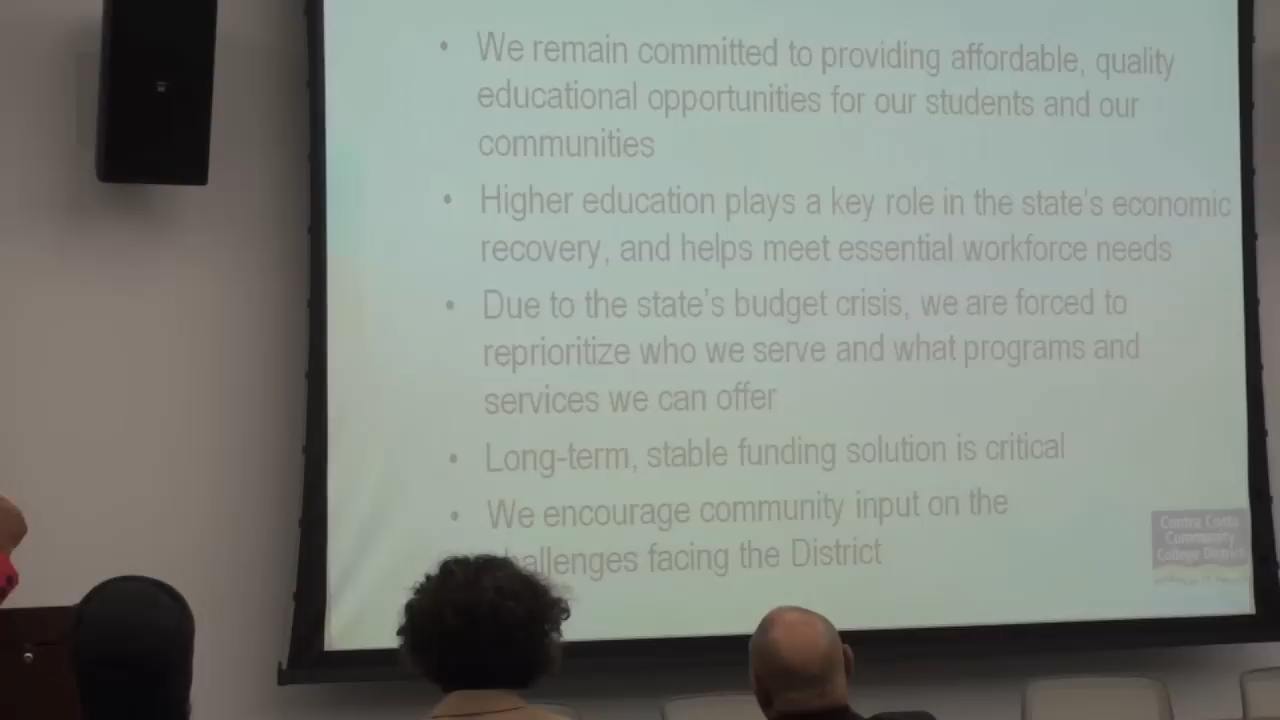 • We remain committed to providing affordable, quality
educational opportunities for our students and our
communities
• Higher education plays a key role in the state's economic
recovery, and helps meet essential workforce needs
• Due to the state's budget crisis, we are forced to
reprioritize who we serve and what programs and
services we can offer
• Long-term, stable funding solution is critical
• We encourage community input on the
challenges facing the District
Contra Costa
Community
College District